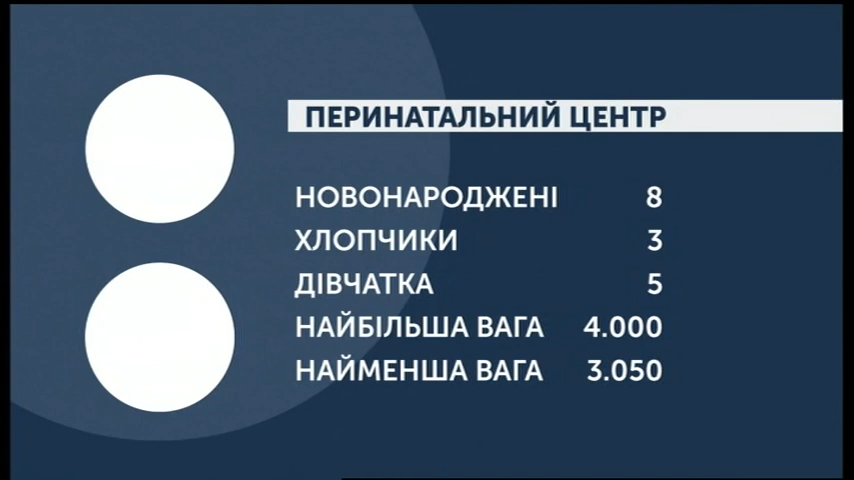 ПЕРИНАТАЛЬНИЙ ЦЕНТР
НОВОНАРОДЖЕНІ 8
ХЛОПЧИКИ 3
ДІВЧАТКА 5
НАЙБІЛЬША ВАГА 4.000
НАЙМЕНША ВАГА 3.050